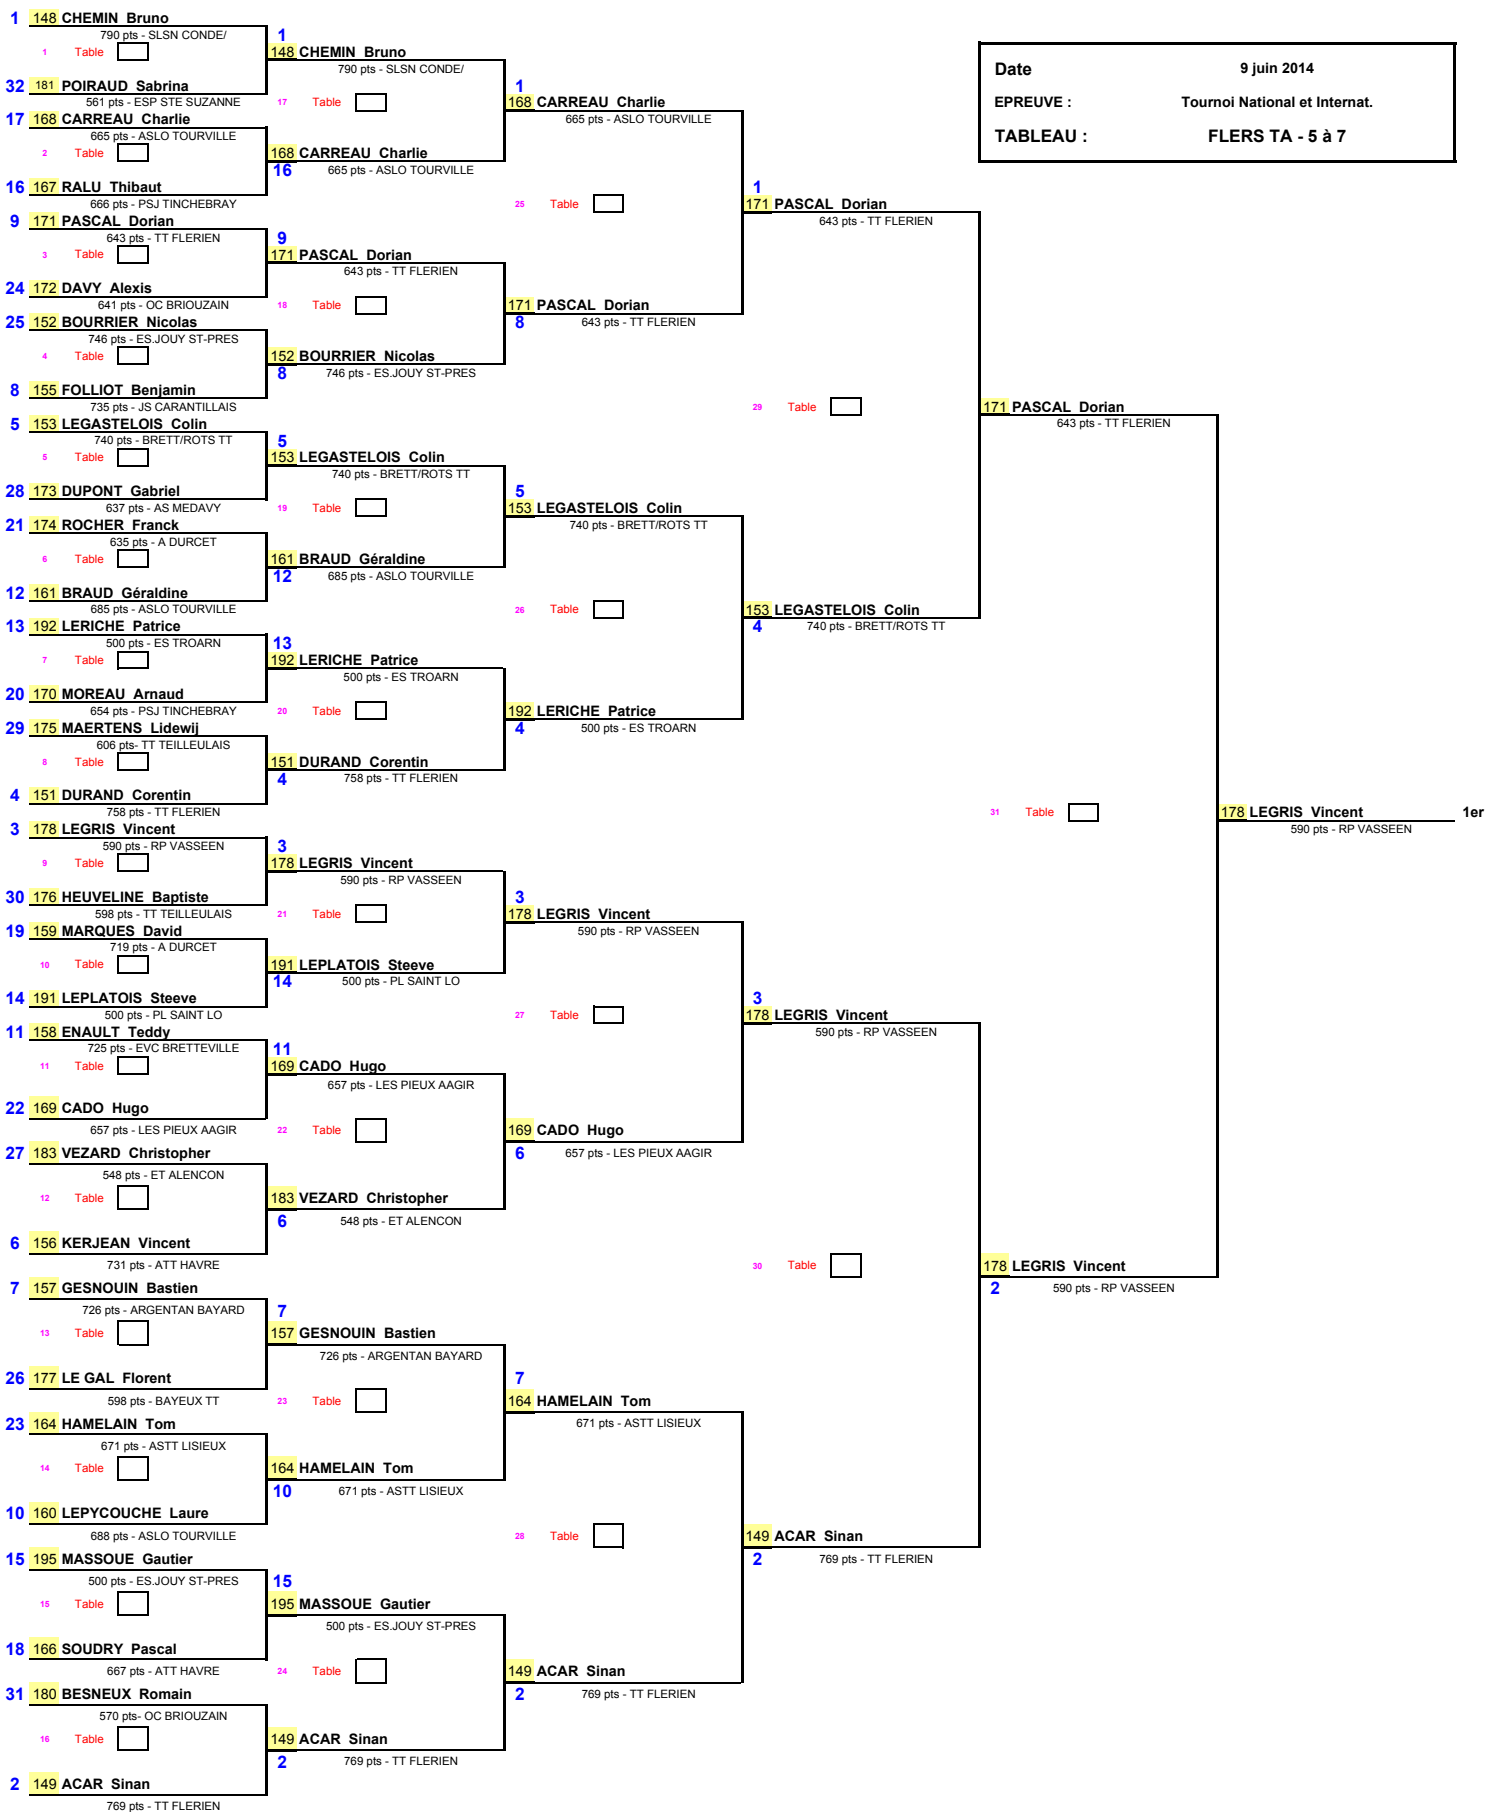 Date 9 juin 2014
EPREUVE : Tournoi National et Internat.
TABLEAU : FLERS TA - 5 à 7
1 148 CHEMIN Bruno
790 pts - SLSN CONDE/
1 Table
32 181 POIRAUD Sabrina
561 pts - ESP STE SUZANNE
17 168 CARREAU Charlie
665 pts - ASLO TOURVILLE
2 Table
16 167 RALU Thibaut
666 pts - PSJ TINCHEBRAY
9 171 PASCAL Dorian
643 pts - TT FLERIEN
3 Table
24 172 DAVY Alexis
641 pts - OC BRIOUZAIN
25 152 BOURRIER Nicolas
746 pts - ES.JOUY ST-PRES
4 Table
8 155 FOLLIOT Benjamin
735 pts - JS CARANTILLAIS
5 153 LEGASTELOIS Colin
740 pts - BRETT/ROTS TT
5 Table
28 173 DUPONT Gabriel
637 pts - AS MEDAVY
21 174 ROCHER Franck
635 pts - A DURCET
6 Table
12 161 BRAUD Géraldine
685 pts - ASLO TOURVILLE
13 192 LERICHE Patrice
500 pts - ES TROARN
7 Table
20 170 MOREAU Arnaud
654 pts - PSJ TINCHEBRAY
29 175 MAERTENS Lidewij
606 pts- TT TEILLEULAIS
8 Table
4 151 DURAND Corentin
758 pts - TT FLERIEN
3 178 LEGRIS Vincent
590 pts - RP VASSEEN
9 Table
30 176 HEUVELINE Baptiste
598 pts - TT TEILLEULAIS
19 159 MARQUES David
719 pts - A DURCET
10 Table
14 191 LEPLATOIS Steeve
500 pts - PL SAINT LO
11 158 ENAULT Teddy
725 pts - EVC BRETTEVILLE
11 Table
22 169 CADO Hugo
657 pts - LES PIEUX AAGIR
27 183 VEZARD Christopher
548 pts - ET ALENCON
12 Table
6 156 KERJEAN Vincent
731 pts - ATT HAVRE
7 157 GESNOUIN Bastien
726 pts - ARGENTAN BAYARD
13 Table
26 177 LE GAL Florent
598 pts - BAYEUX TT
23 164 HAMELAIN Tom
671 pts - ASTT LISIEUX
14 Table
10 160 LEPYCOUCHE Laure
688 pts - ASLO TOURVILLE
15 195 MASSOUE Gautier
500 pts - ES.JOUY ST-PRES
15 Table
18 166 SOUDRY Pascal
667 pts - ATT HAVRE
31 180 BESNEUX Romain
570 pts- OC BRIOUZAIN
16 Table
2 149 ACAR Sinan
769 pts - TT FLERIEN
1
148 CHEMIN Bruno
790 pts - SLSN CONDE/
17 Table
168 CARREAU Charlie
16 665 pts - ASLO TOURVILLE
9
171 PASCAL Dorian
643 pts - TT FLERIEN
18 Table
152 BOURRIER Nicolas
8 746 pts - ES.JOUY ST-PRES
5
153 LEGASTELOIS Colin
740 pts - BRETT/ROTS TT
19 Table
161 BRAUD Géraldine
12 685 pts - ASLO TOURVILLE
13
192 LERICHE Patrice
500 pts - ES TROARN
20 Table
151 DURAND Corentin
4 758 pts - TT FLERIEN
3
178 LEGRIS Vincent
590 pts - RP VASSEEN
21 Table
191 LEPLATOIS Steeve
14 500 pts - PL SAINT LO
11
169 CADO Hugo
657 pts - LES PIEUX AAGIR
22 Table
183 VEZARD Christopher
6 548 pts - ET ALENCON
7
157 GESNOUIN Bastien
726 pts - ARGENTAN BAYARD
23 Table
164 HAMELAIN Tom
10 671 pts - ASTT LISIEUX
15
195 MASSOUE Gautier
500 pts - ES.JOUY ST-PRES
24 Table
149 ACAR Sinan
2 769 pts - TT FLERIEN
1
168 CARREAU Charlie
665 pts - ASLO TOURVILLE
25 Table
171 PASCAL Dorian
8 643 pts - TT FLERIEN
5
153 LEGASTELOIS Colin
740 pts - BRETT/ROTS TT
26 Table
192 LERICHE Patrice
4 500 pts - ES TROARN
3
178 LEGRIS Vincent
590 pts - RP VASSEEN
27 Table
169 CADO Hugo
6 657 pts - LES PIEUX AAGIR
7
164 HAMELAIN Tom
671 pts - ASTT LISIEUX
28 Table
149 ACAR Sinan
2 769 pts - TT FLERIEN
1
171 PASCAL Dorian
643 pts - TT FLERIEN
29 Table
153 LEGASTELOIS Colin
4 740 pts - BRETT/ROTS TT
3
178 LEGRIS Vincent
590 pts - RP VASSEEN
30 Table
149 ACAR Sinan
2 769 pts - TT FLERIEN
171 PASCAL Dorian
643 pts - TT FLERIEN
31 Table
178 LEGRIS Vincent
2 590 pts - RP VASSEEN
178 LEGRIS Vincent 1er
590 pts - RP VASSEEN